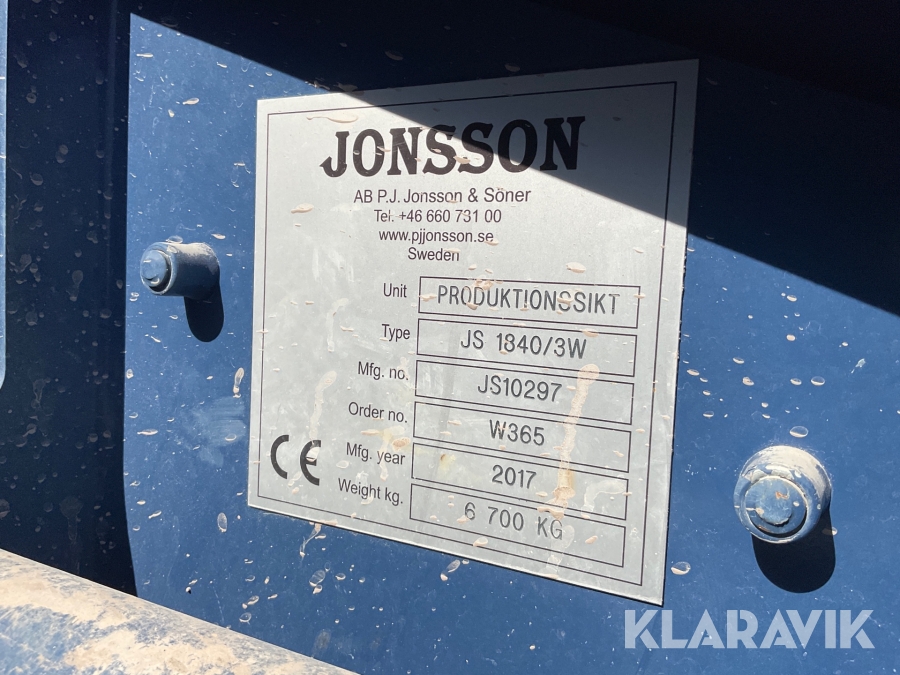 JONSSON
AB P.J. Jonsson & Söner
Tel. +46 660 731 00
www.pjjonsson.se
Sweden
Unit PRODUKTIONSSIKT
Type JS 1840/3W
Mfg. no. JS10297
Order no. W365
Mfg. year 2017
Weight kg. 6 700 KG
CE
KLARAVIK